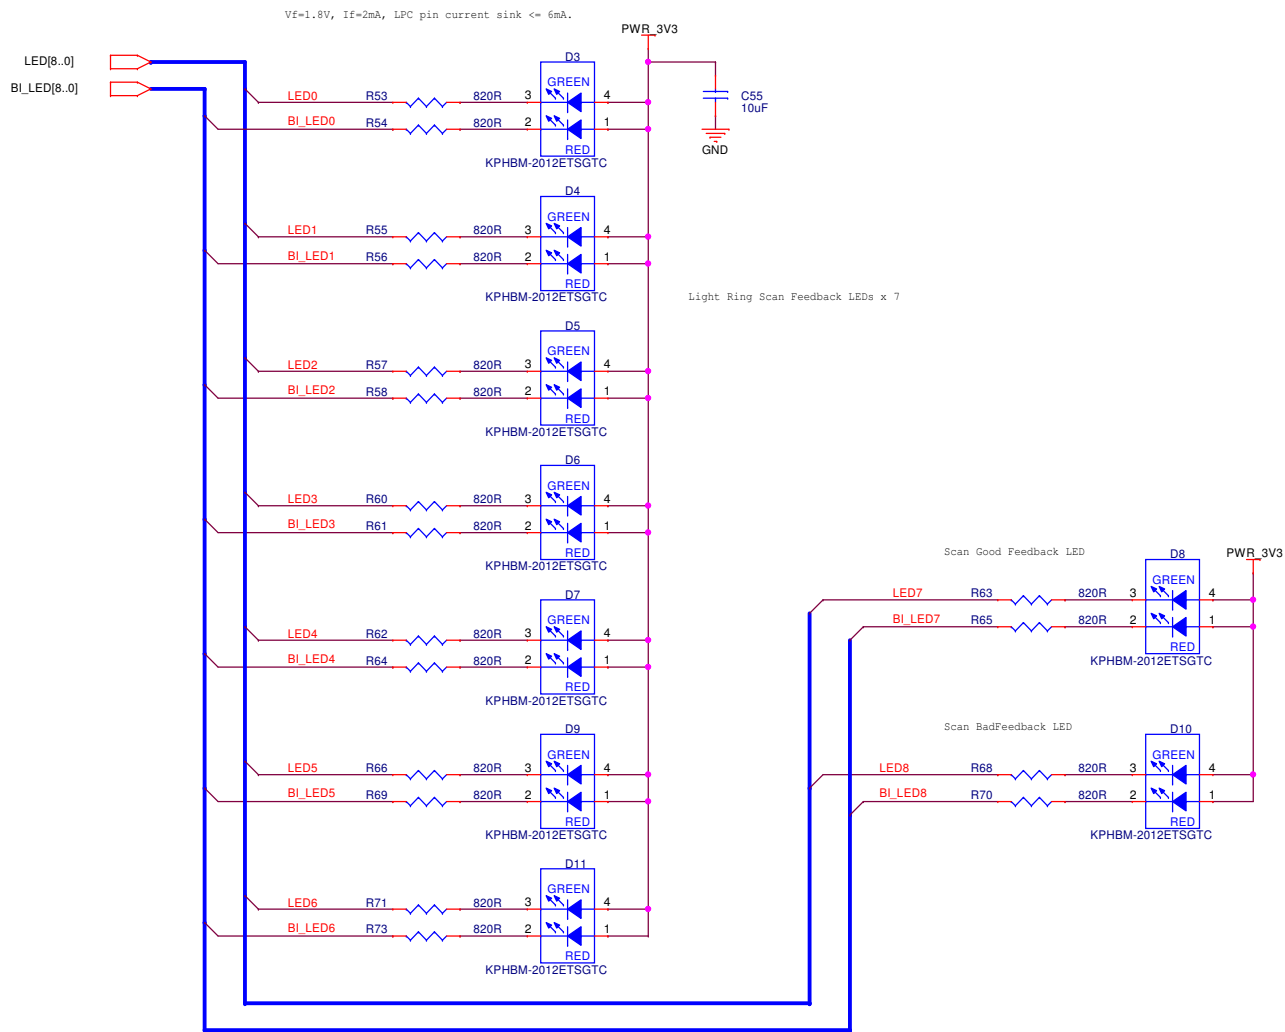 Vf=1.8V, If=2mA, LPC pin current sink <= 6mA.
PWR_3V3
LED[8..0]
BI_LED[8..0]
D3
GREEN
LED0 R53 820R 3 4
BI_LED0 R54 820R 2 1
RED
KPHBM-2012ETSGTC
C55
10uF
GND
D4
GREEN
LED1 R55 820R 3 4
BI_LED1 R56 820R 2 1
RED
KPHBM-2012ETSGTC
Light Ring Scan Feedback LEDs x 7
D5
GREEN
LED2 R57 820R 3 4
BI_LED2 R58 820R 2 1
RED
KPHBM-2012ETSGTC
D6
GREEN
LED3 R60 820R 3 4
BI_LED3 R61 820R 2 1
RED
KPHBM-2012ETSGTC
D7
GREEN
LED4 R62 820R 3 4
BI_LED4 R64 820R 2 1
RED
KPHBM-2012ETSGTC
D9
GREEN
LED5 R66 820R 3 4
BI_LED5 R69 820R 2 1
RED
KPHBM-2012ETSGTC
D11
GREEN
LED6 R71 820R 3 4
BI_LED6 R73 820R 2 1
RED
KPHBM-2012ETSGTC
Scan Good Feedback LED
D8
PWR_3V3
GREEN
LED7 R63 820R 3 4
BI_LED7 R65 820R 2 1
RED
KPHBM-2012ETSGTC
Scan BadFeedback LED
D10
GREEN
LED8 R68 820R 3 4
BI_LED8 R70 820R 2 1
RED
KPHBM-2012ETSGTC